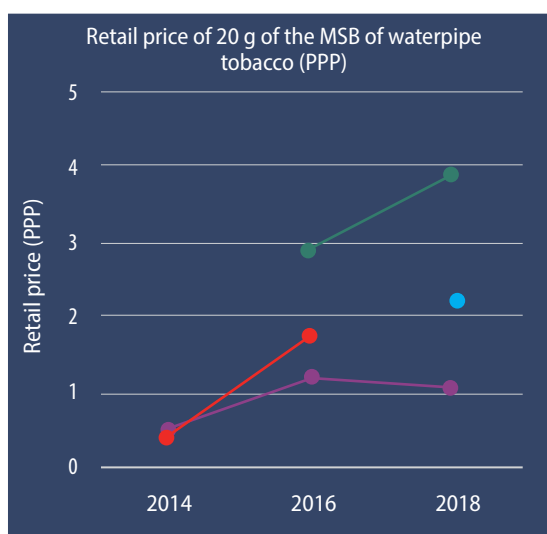 Retail price of 20 g of the MSB of waterpipe
tobacco (PPP)
5
4
3
2
1
0
Retail price (PPP)
2014 2016 2018